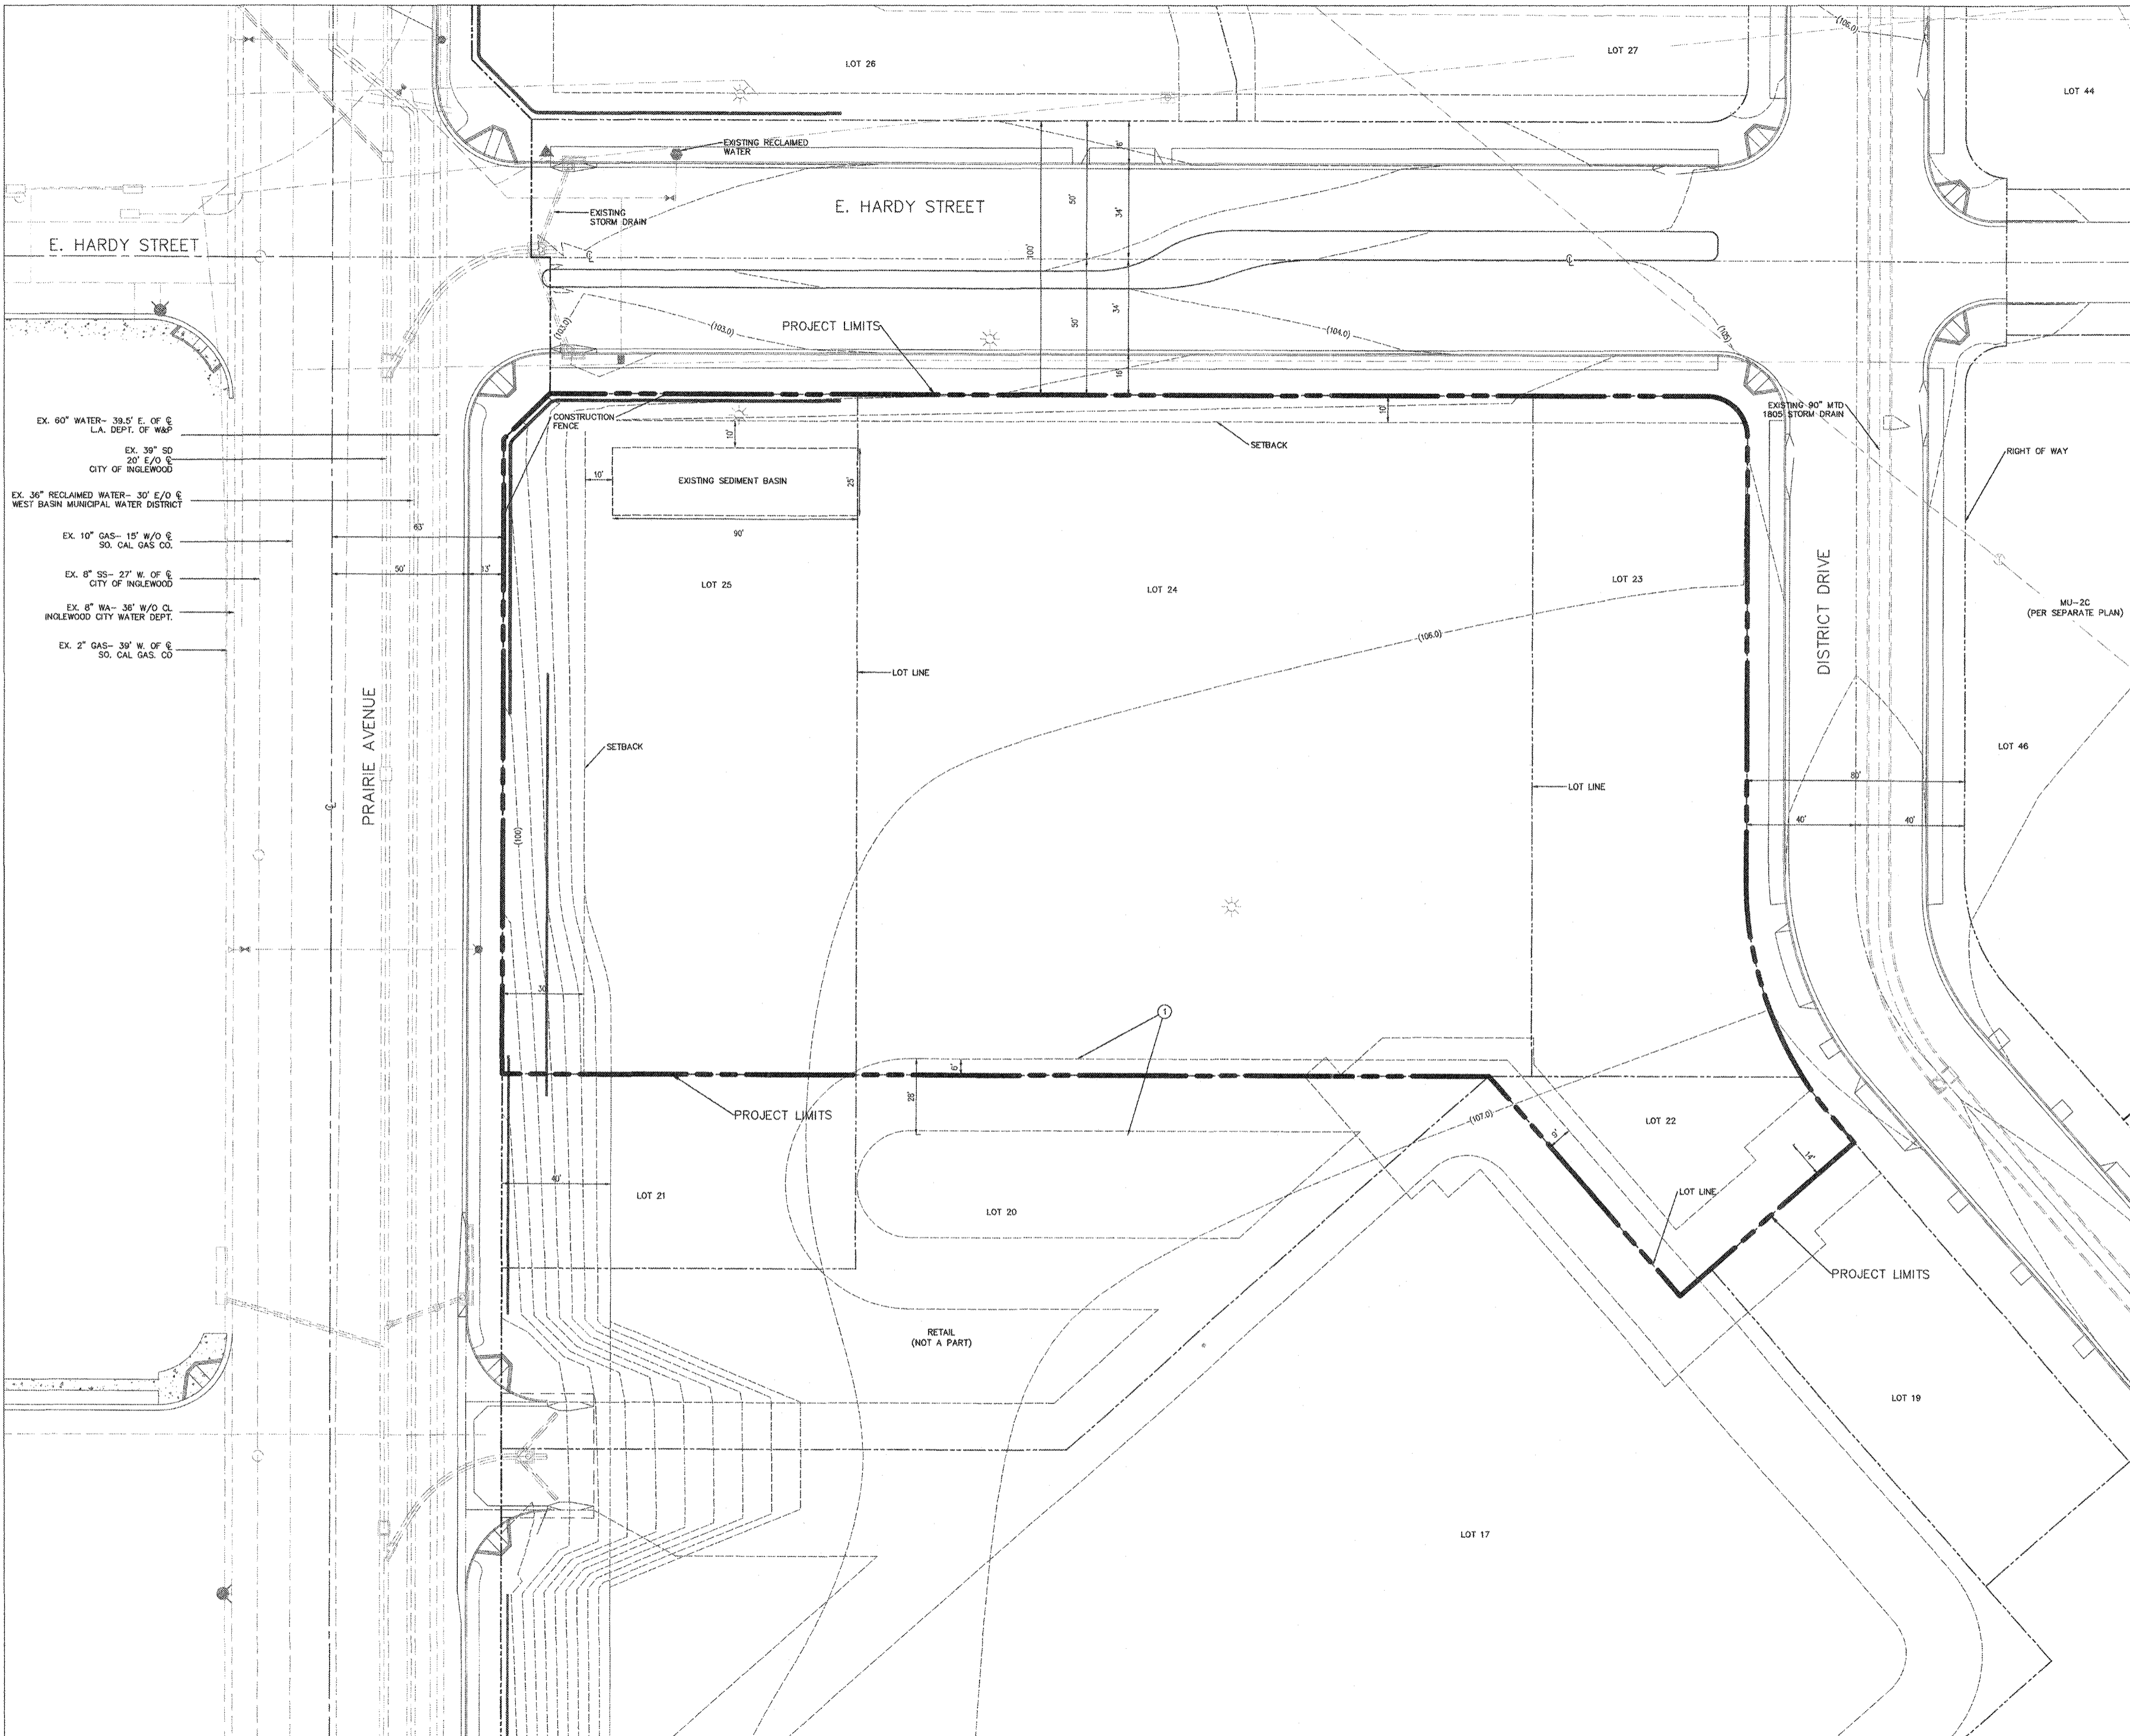 LOT 26
LOT 27
(105.0)
LOT 44
EXISTING RECLAIMED
WATER
EXISTING
STORM DRAIN
E. HARDY STREET
E. HARDY STREET
100'
50'
50'
34'
34'
16'
℄
℄
(103.0)
(103.0)
PROJECT LIMITS
(104.0)
(105)
CONSTRUCTION
FENCE
10'
10'
SETBACK
EXISTING 90" MTD
1805 STORM DRAIN
RIGHT OF WAY
EX. 60" WATER- 39.5' E. OF ℄
L.A. DEPT. OF W&P
EX. 39" SD
20' E/O ℄
CITY OF INGLEWOOD
EX. 36" RECLAIMED WATER- 30' E/O ℄
WEST BASIN MUNICIPAL WATER DISTRICT
EX. 10" GAS- 15' W/O ℄
SO. CAL GAS CO.
EX. 8" SS- 27' W. OF ℄
CITY OF INGLEWOOD
EX. 8" WA- 36' W/O CL
INGLEWOOD CITY WATER DEPT.
EX. 2" GAS- 39' W. OF ℄
SO. CAL GAS. CO
10'
EXISTING SEDIMENT BASIN
25'
90'
63'
50'
13'
LOT 25
LOT 24
LOT 23
DISTRICT DRIVE
MU-2C
(PER SEPARATE PLAN)
(106.0)
LOT LINE
PRAIRIE AVENUE
℄
SETBACK
LOT 46
LOT LINE
80'
40'
40'
(100)
30'
1
6'
28'
PROJECT LIMITS
(107.0)
LOT 22
9'
14'
40'
LOT 21
LOT 20
LOT LINE
PROJECT LIMITS
RETAIL
(NOT A PART)
LOT 19
LOT 17